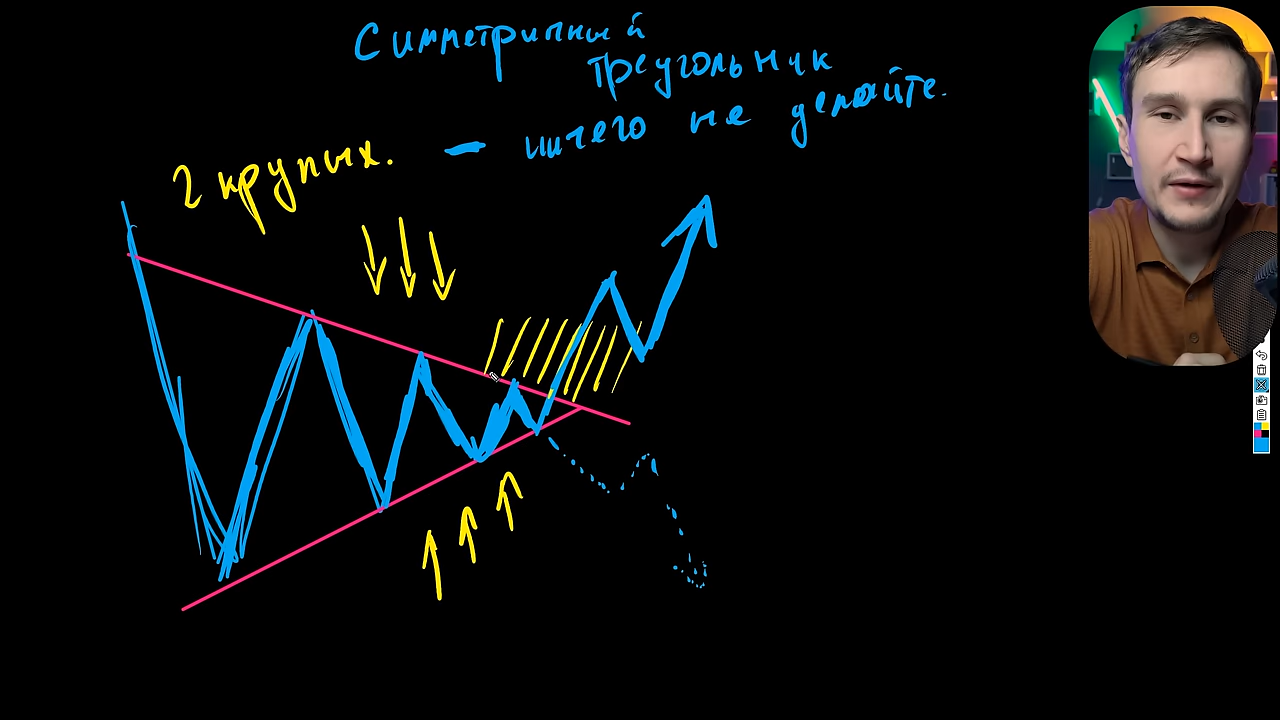 Симметричный
треугольник
- ничего не делайте.
2 крупных.